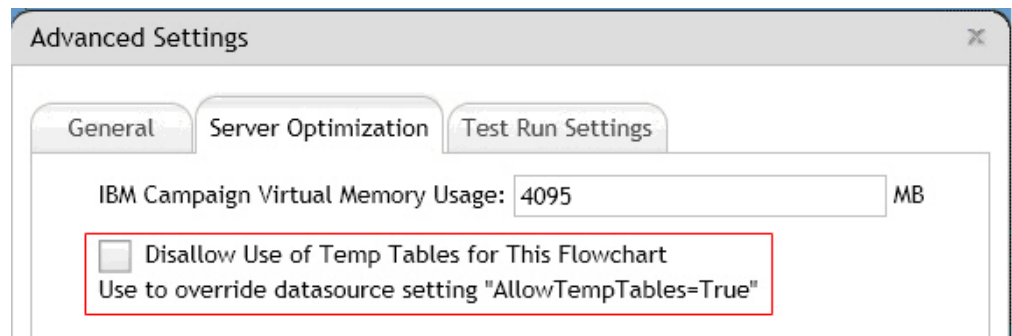 Advanced Settings
General Server Optimization Test Run Settings
IBM Campaign Virtual Memory Usage: 4095 MB
Disallow Use of Temp Tables for This Flowchart
Use to override datasource setting "AllowTempTables=True"